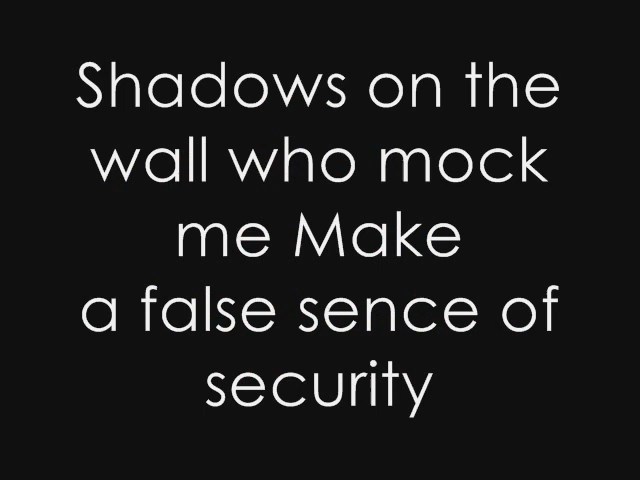 Shadows on the
wall who mock
me Make
a false sence of
security